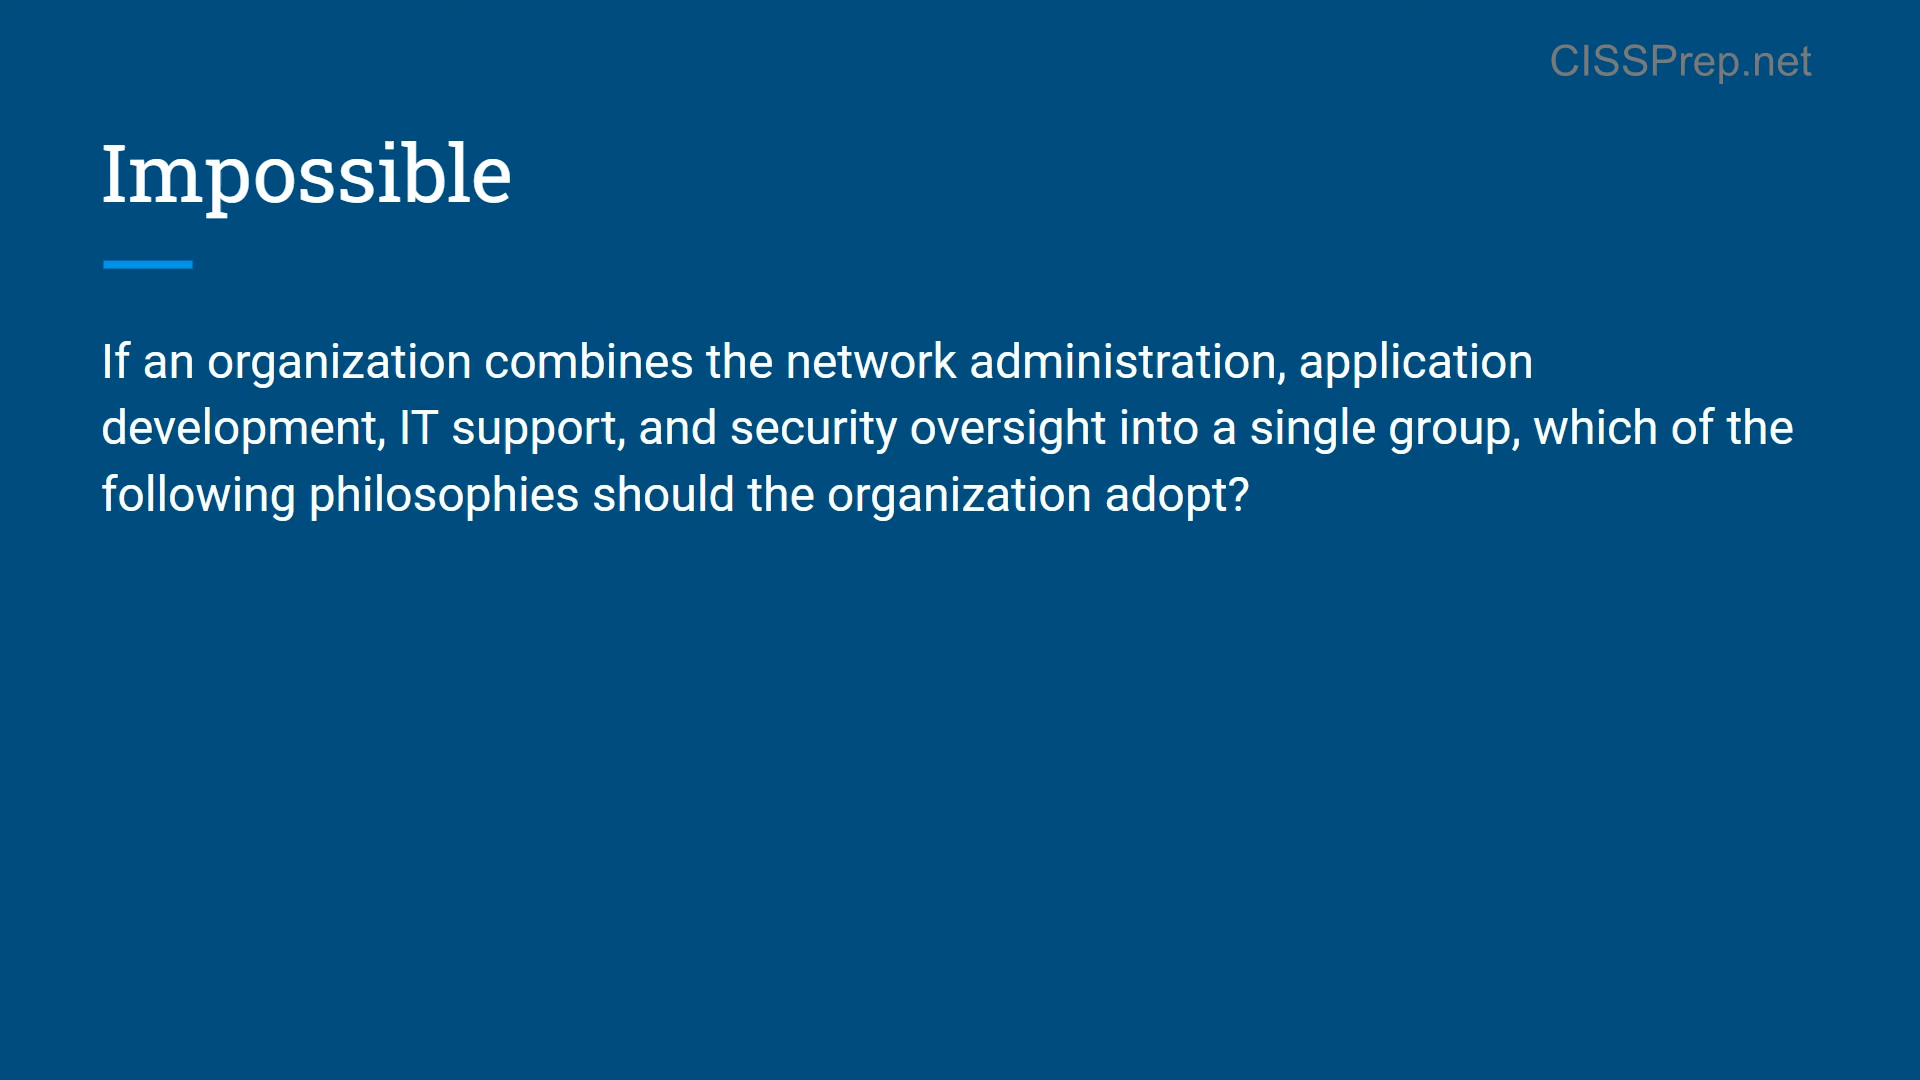 CISSPrep.net
Impossible
If an organization combines the network administration, application
development, IT support, and security oversight into a single group, which of the
following philosophies should the organization adopt?